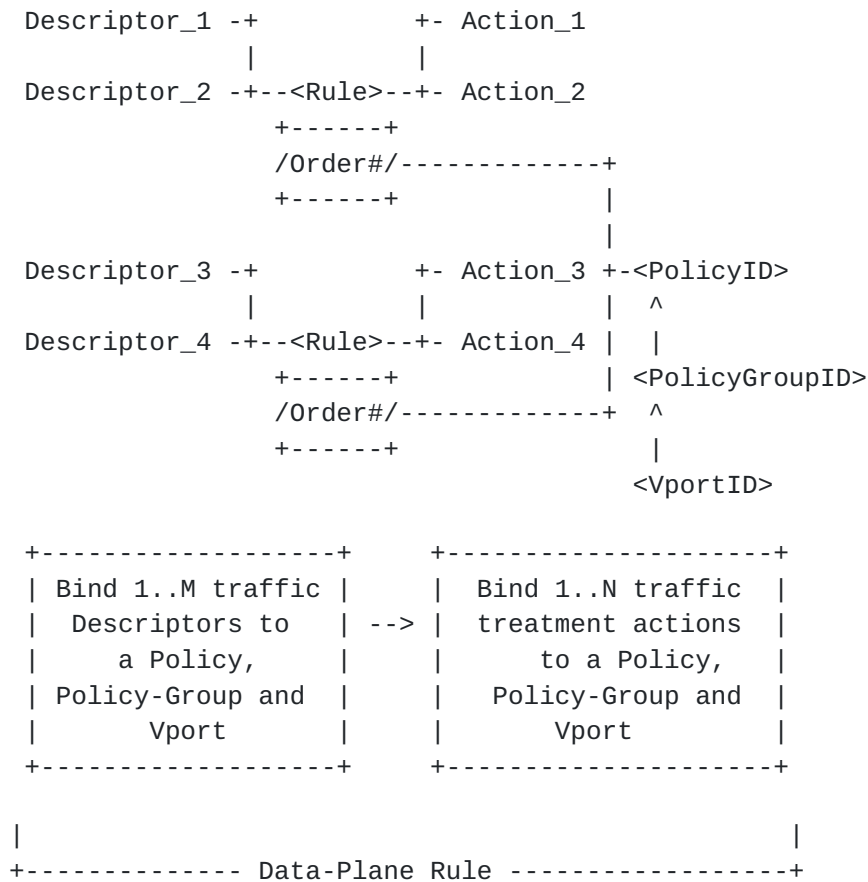 Descriptor_1 -+          +- Action_1
              |          |
Descriptor_2 -+--<Rule>--+- Action_2
                +------+
                /Order#/-------------+
                +------+             |
                                     |
Descriptor_3 -+          +- Action_3 +-<PolicyID>
              |          |           |  ^
Descriptor_4 -+--<Rule>--+- Action_4 |  |
                +------+             | <PolicyGroupID>
                /Order#/-------------+  ^
                +------+                |
                                       <VportID>

+-------------------+     +---------------------+
| Bind 1..M traffic |     |  Bind 1..N traffic  |
|  Descriptors to   | --> |  treatment actions  |
|     a Policy,     |     |      to a Policy,   |
| Policy-Group and  |     |   Policy-Group and  |
|       Vport       |     |       Vport         |
+-------------------+     +---------------------+

|                                                 |
+-------------- Data-Plane Rule ------------------+